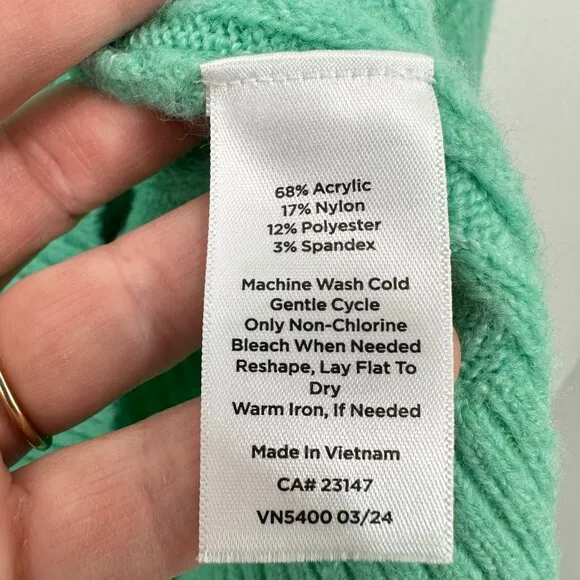 68% Acrylic
17% Nylon
12% Polyester
3% Spandex
Machine Wash Cold
Gentle Cycle
Only Non-Chlorine
Bleach When Needed
Reshape, Lay Flat To
Dry
Warm Iron, If Needed
Made In Vietnam
CA# 23147
VN5400 03/24